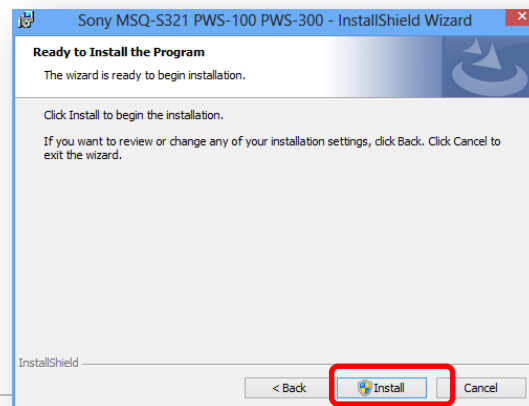 Sony MSQ-S321 PWS-100 PWS-300 - InstallShield Wizard
Ready to Install the Program
The wizard is ready to begin installation.
Click Install to begin the installation.
If you want to review or change any of your installation settings, click Back. Click Cancel to
exit the wizard.
InstallShield
< Back Install Cancel